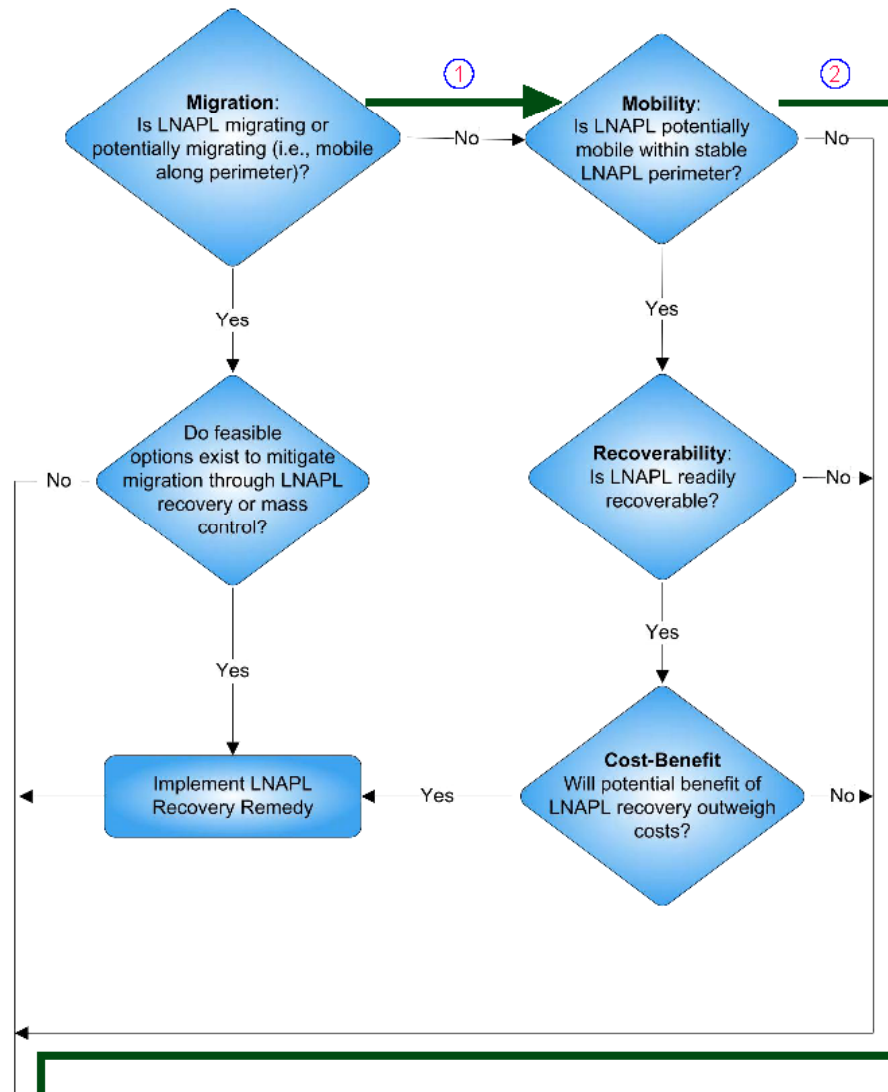 1
2
Migration:
Is LNAPL migrating or
potentially migrating (i.e., mobile
along perimeter)?
No
Mobility:
Is LNAPL potentially
mobile within stable
LNAPL perimeter?
No
Yes
Yes
Do feasible
options exist to mitigate
migration through LNAPL
recovery or mass
control?
No
Recoverability:
Is LNAPL readily
recoverable?
No
Yes
Yes
Implement LNAPL
Recovery Remedy
Yes
Cost-Benefit
Will potential benefit of
LNAPL recovery outweigh
costs?
No